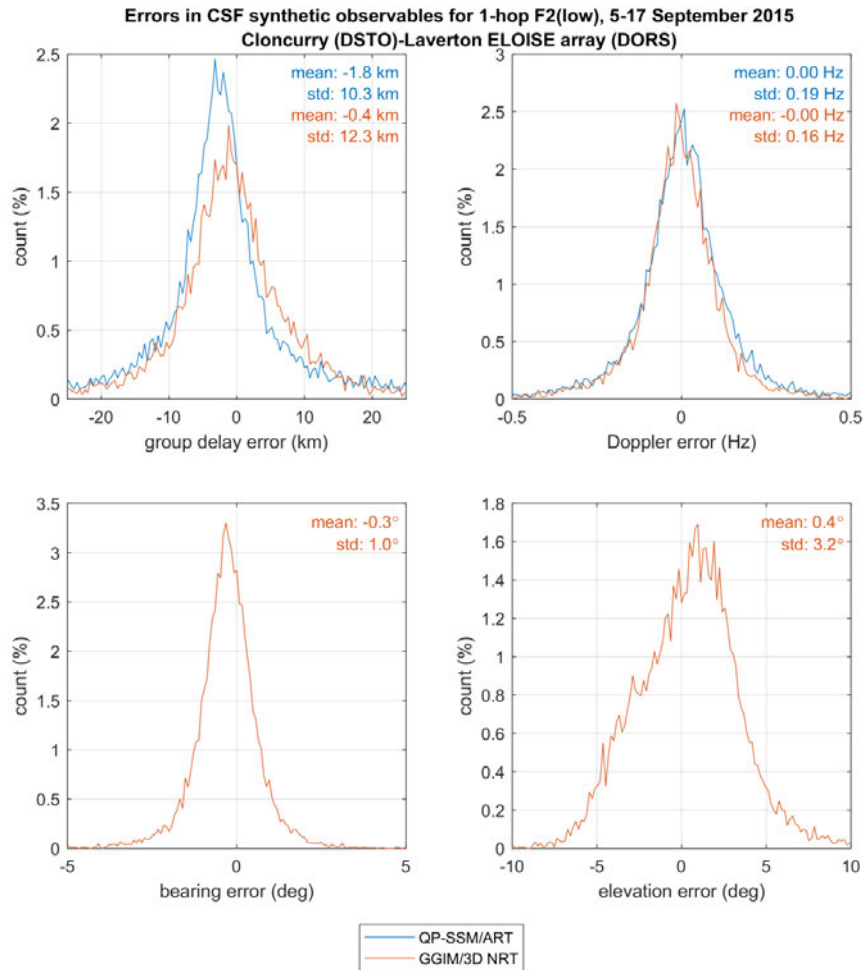 Errors in CSF synthetic observables for 1-hop F2(low), 5-17 September 2015
Cloncurry (DSTO)-Laverton ELOISE array (DORS)
mean: -1.8 km
std: 10.3 km
mean: -0.4 km
std: 12.3 km
2.5
2
1.5
1
0.5
0
count (%)
-20
-10
0
10
20
group delay error (km)
mean: 0.00 Hz
std: 0.19 Hz
mean: -0.00 Hz
std: 0.16 Hz
3
2.5
2
1.5
1
0.5
0
count (%)
-0.5
0
0.5
Doppler error (Hz)
mean: -0.3°
std: 1.0°
3.5
3
2.5
2
1.5
1
0.5
0
count (%)
-5
0
5
bearing error (deg)
mean: 0.4°
std: 3.2°
1.8
1.6
1.4
1.2
1
0.8
0.6
0.4
0.2
0
count (%)
-10
-5
0
5
10
elevation error (deg)
QP-SSM/ART
GGIM/3D NRT